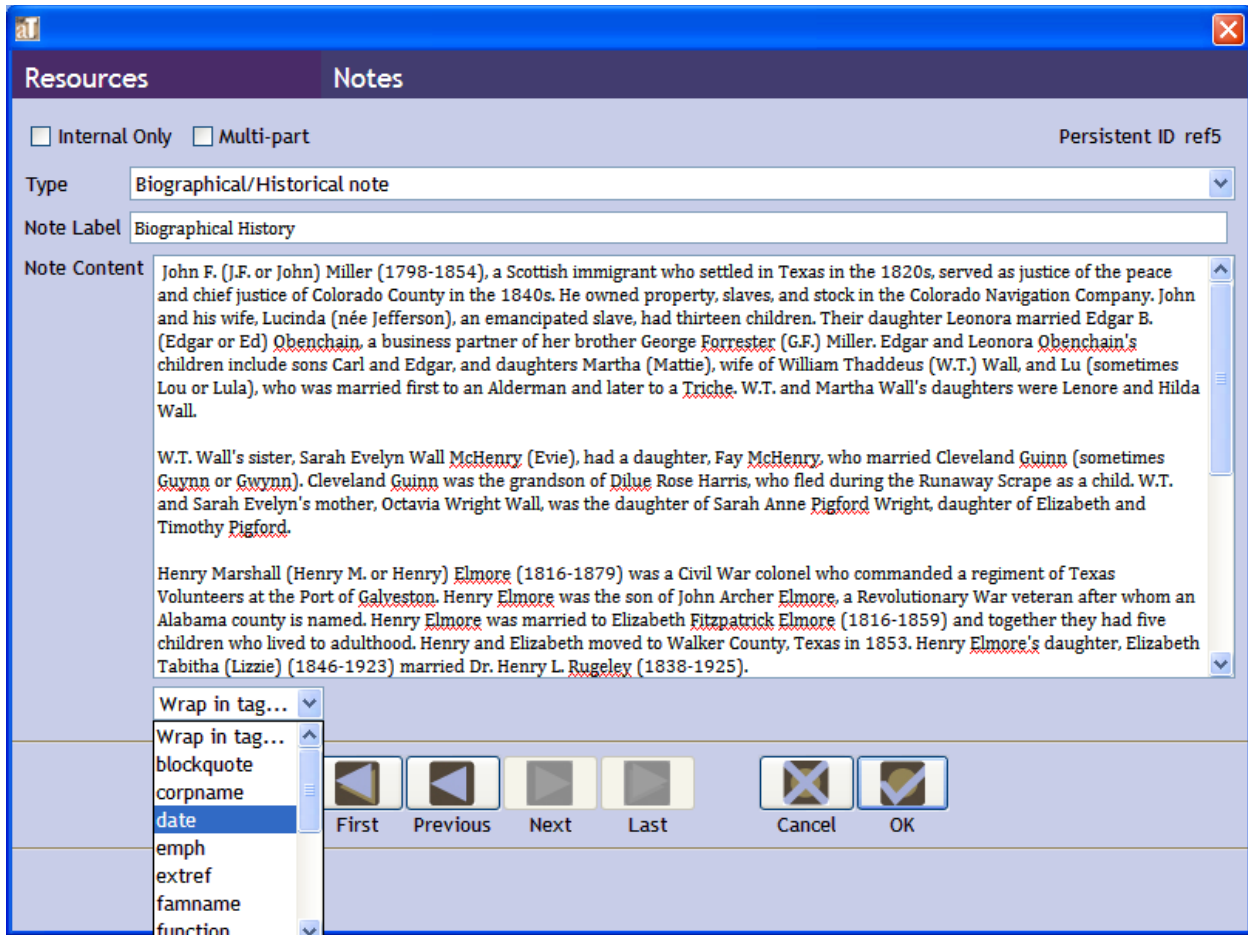 aT
Resources Notes
Internal Only Multi-part Persistent ID ref5
Type Biographical/Historical note
Note Label Biographical History
Note Content John F. (J.F. or John) Miller (1798-1854), a Scottish immigrant who settled in Texas in the 1820s, served as justice of the peace
and chief justice of Colorado County in the 1840s. He owned property, slaves, and stock in the Colorado Navigation Company. John
and his wife, Lucinda (née Jefferson), an emancipated slave, had thirteen children. Their daughter Leonora married Edgar B.
(Edgar or Ed) Obenchain, a business partner of her brother George Forrester (G.F.) Miller. Edgar and Leonora Obenchain's
children include sons Carl and Edgar, and daughters Martha (Mattie), wife of William Thaddeus (W.T.) Wall, and Lu (sometimes
Lou or Lula), who was married first to an Alderman and later to a Triche. W.T. and Martha Wall's daughters were Lenore and Hilda
Wall.
W.T. Wall's sister, Sarah Evelyn Wall McHenry (Evie), had a daughter, Fay McHenry, who married Cleveland Guinn (sometimes
Guynn or Gwynn). Cleveland Guinn was the grandson of Dilue Rose Harris, who fled during the Runaway Scrape as a child. W.T.
and Sarah Evelyn's mother, Octavia Wright Wall, was the daughter of Sarah Anne Pigford Wright, daughter of Elizabeth and
Timothy Pigford.
Henry Marshall (Henry M. or Henry) Elmore (1816-1879) was a Civil War colonel who commanded a regiment of Texas
Volunteers at the Port of Galveston. Henry Elmore was the son of John Archer Elmore, a Revolutionary War veteran after whom an
Alabama county is named. Henry Elmore was married to Elizabeth Fitzpatrick Elmore (1816-1859) and together they had five
children who lived to adulthood. Henry and Elizabeth moved to Walker County, Texas in 1853. Henry Elmore's daughter, Elizabeth
Tabitha (Lizzie) (1846-1923) married Dr. Henry L. Rugeley (1838-1925).
Wrap in tag...
Wrap in tag...
blockquote
corpname
date
emph
extref
famname
function
First Previous Next Last Cancel OK